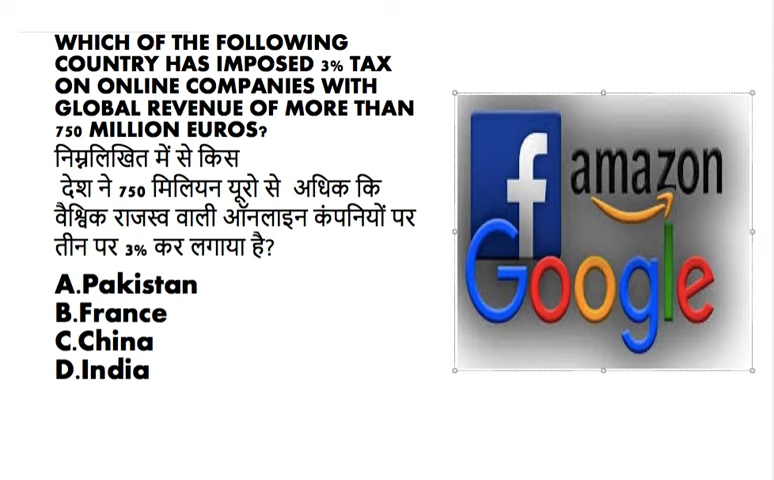 WHICH OF THE FOLLOWING
COUNTRY HAS IMPOSED 3% TAX
ON ONLINE COMPANIES WITH
GLOBAL REVENUE OF MORE THAN
750 MILLION EUROS?
निम्नलिखित में से किस
देश ने 750 मिलियन यूरो से अधिक कि
वैश्विक राजस्व वाली ऑनलाइन कंपनियों पर
तीन पर 3% कर लगाया है?
A.Pakistan
B.France
C.China
D.India
f
amazon
Google